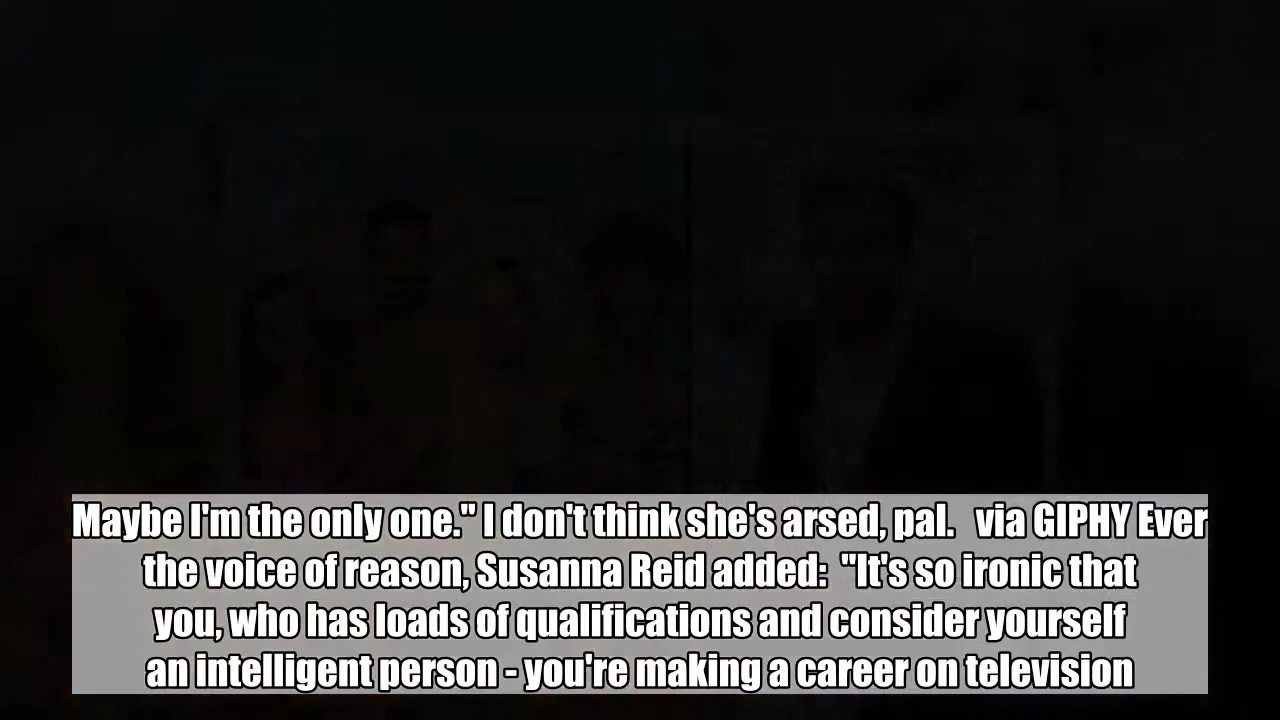 Maybe I'm the only one." I don't think she's arsed, pal.   via GIPHY Ever
the voice of reason, Susanna Reid added:  "It's so ironic that
you, who has loads of qualifications and consider yourself
an intelligent person - you're making a career on television